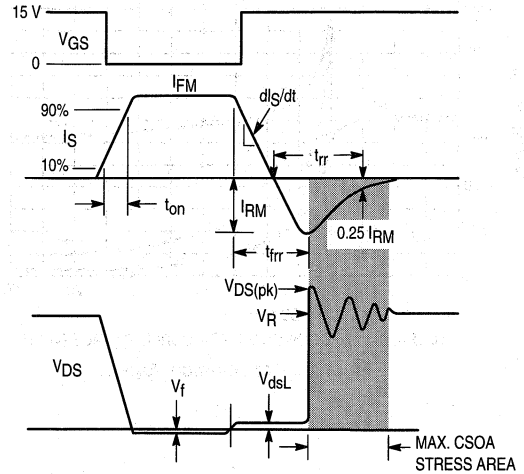 15 V
VGS
0
IFM
90%
dIS/dt
IS
trr
10%
ton
IRM
0.25 IRM
tfrr
VDS(pk)
VR
VDS
Vf
VdsL
MAX. CSOA
STRESS AREA